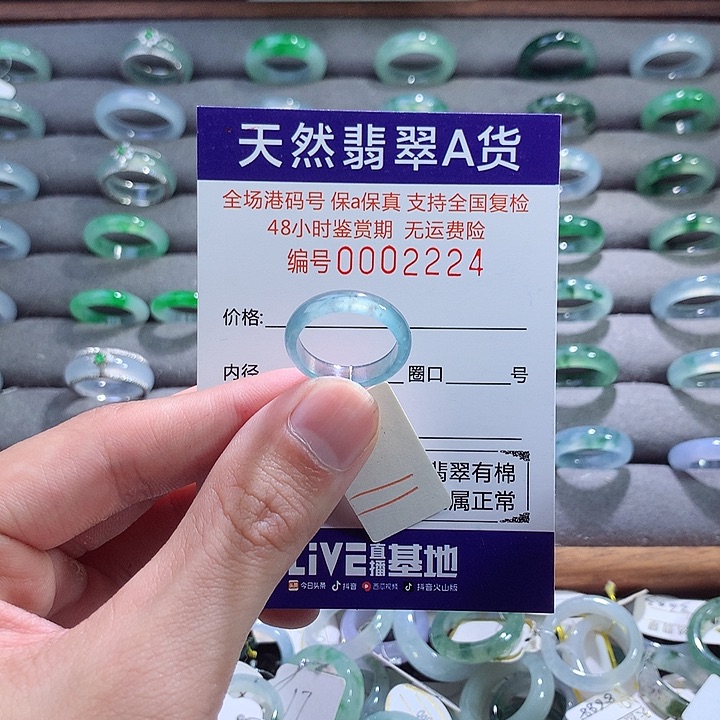 天然翡翠A货
全场港码号 保a保真 支持全国复检
48小时鉴赏期 无运费险
编号0002224
价格:
内径 圈口 号
翡翠有棉
属正常
LiVE直播基地
今日头条 抖音 西瓜视频 抖音火山版
17